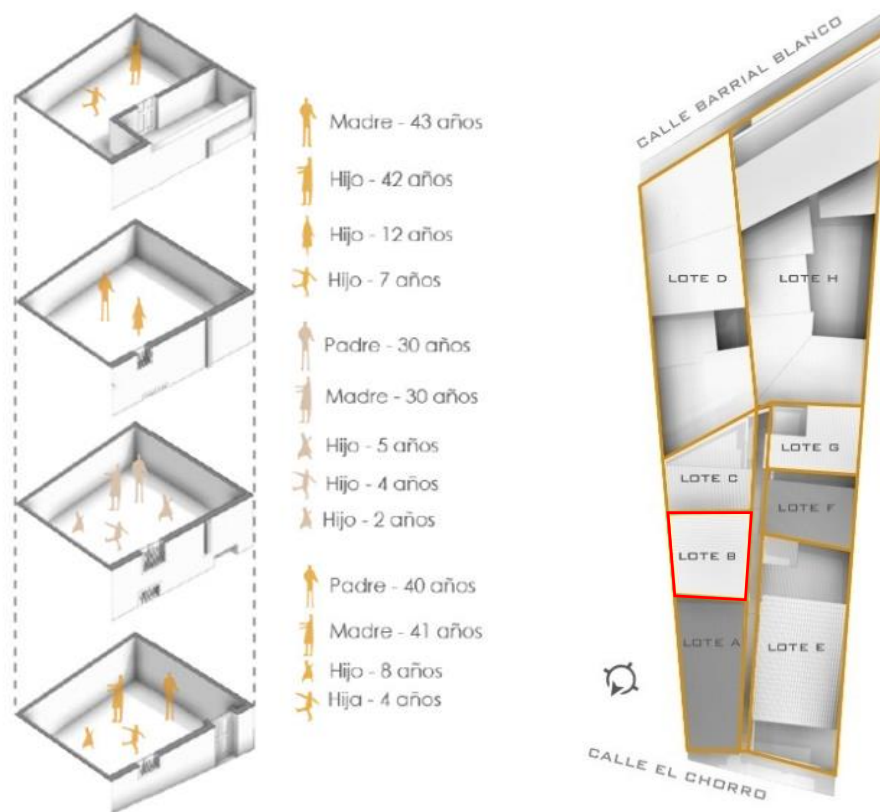 Madre - 43 años
Hijo - 42 años
Hijo - 12 años
Hijo - 7 años
Padre - 30 años
Madre - 30 años
Hijo - 5 años
Hijo - 4 años
Hijo - 2 años
Padre - 40 años
Madre - 41 años
Hijo - 8 años
Hija - 4 años
CALLE BARRIAL BLANCO
LOTE D
LOTE H
LOTE G
LOTE C
LOTE F
LOTE B
LOTE A
LOTE E
CALLE EL CHORRO